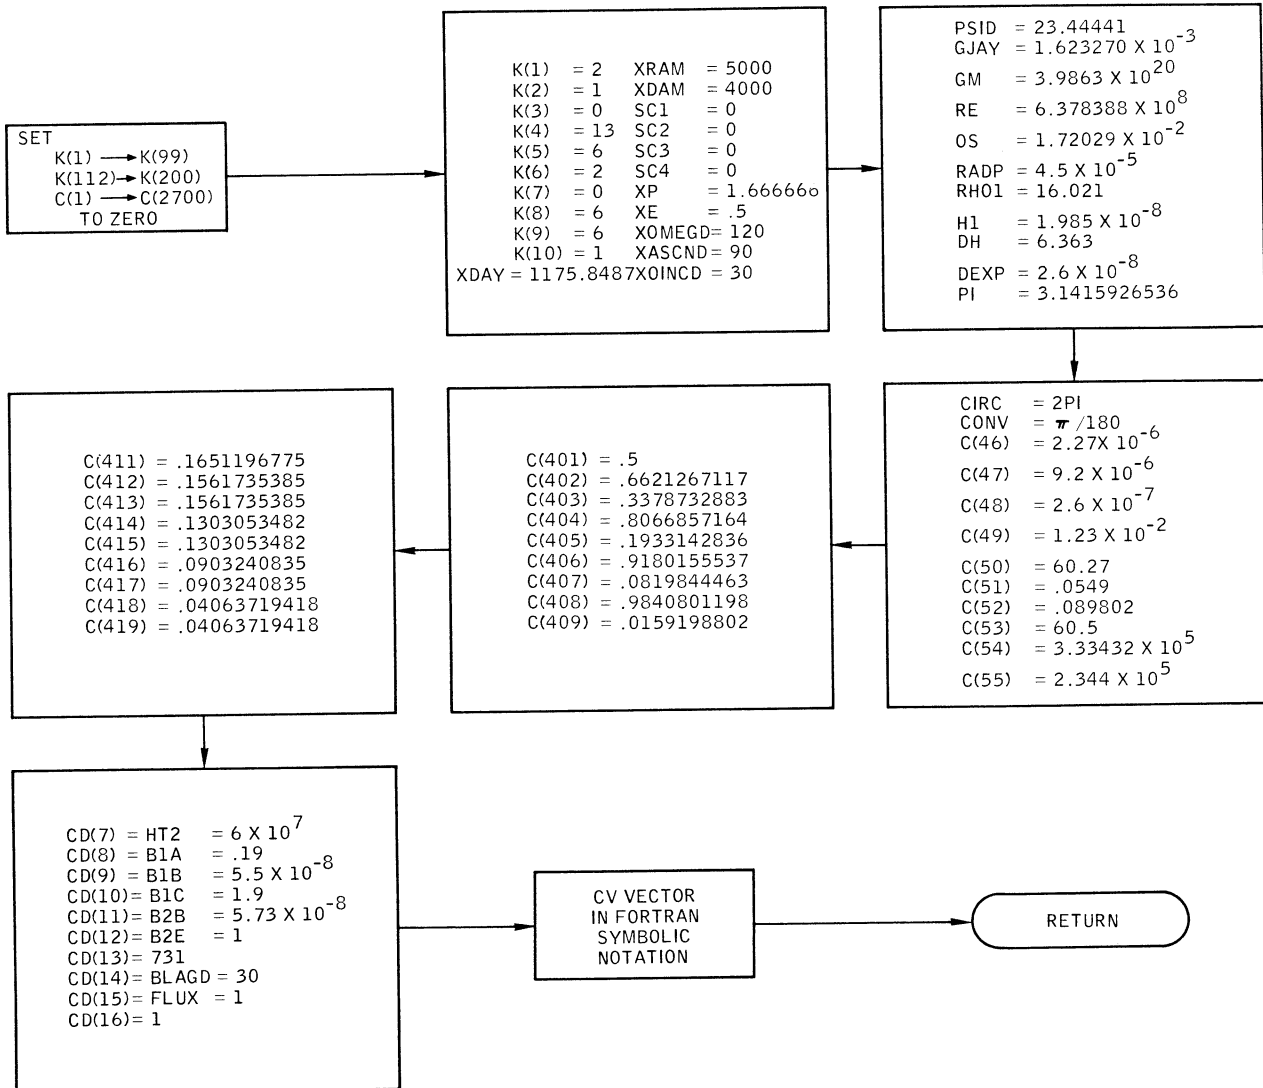 SET
K(1) → K(99)
K(112)→ K(200)
C(1) → C(2700)
TO ZERO
K(1) = 2 XRAM = 5000
K(2) = 1 XDAM = 4000
K(3) = 0 SC1 = 0
K(4) = 13 SC2 = 0
K(5) = 6 SC3 = 0
K(6) = 2 SC4 = 0
K(7) = 0 XP = 1.66666o
K(8) = 6 XE = .5
K(9) = 6 XOMEGD= 120
K(10) = 1 XASCND= 90
XDAY = 1175.8487XOINCD = 30
PSID = 23.44441
GJAY = 1.623270 X 10^-3
GM = 3.9863 X 10^20
RE = 6.378388 X 10^8
OS = 1.72029 X 10^-2
RADP = 4.5 X 10^-5
RHO1 = 16.021
H1 = 1.985 X 10^-8
DH = 6.363
DEXP = 2.6 X 10^-8
PI = 3.1415926536
CIRC = 2PI
CONV = π /180
C(46) = 2.27X 10^-6
C(47) = 9.2 X 10^-6
C(48) = 2.6 X 10^-7
C(49) = 1.23 X 10^-2
C(50) = 60.27
C(51) = .0549
C(52) = .089802
C(53) = 60.5
C(54) = 3.33432 X 10^5
C(55) = 2.344 X 10^5
C(401) = .5
C(402) = .6621267117
C(403) = .3378732883
C(404) = .8066857164
C(405) = .1933142836
C(406) = .9180155537
C(407) = .0819844463
C(408) = .9840801198
C(409) = .0159198802
C(411) = .1651196775
C(412) = .1561735385
C(413) = .1561735385
C(414) = .1303053482
C(415) = .1303053482
C(416) = .0903240835
C(417) = .0903240835
C(418) = .04063719418
C(419) = .04063719418
CD(7) = HT2 = 6 X 10^7
CD(8) = B1A = .19
CD(9) = B1B = 5.5 X 10^-8
CD(10)= B1C = 1.9
CD(11)= B2B = 5.73 X 10^-8
CD(12)= B2E = 1
CD(13)= 731
CD(14)= BLAGD = 30
CD(15)= FLUX = 1
CD(16)= 1
CV VECTOR
IN FORTRAN
SYMBOLIC
NOTATION
RETURN